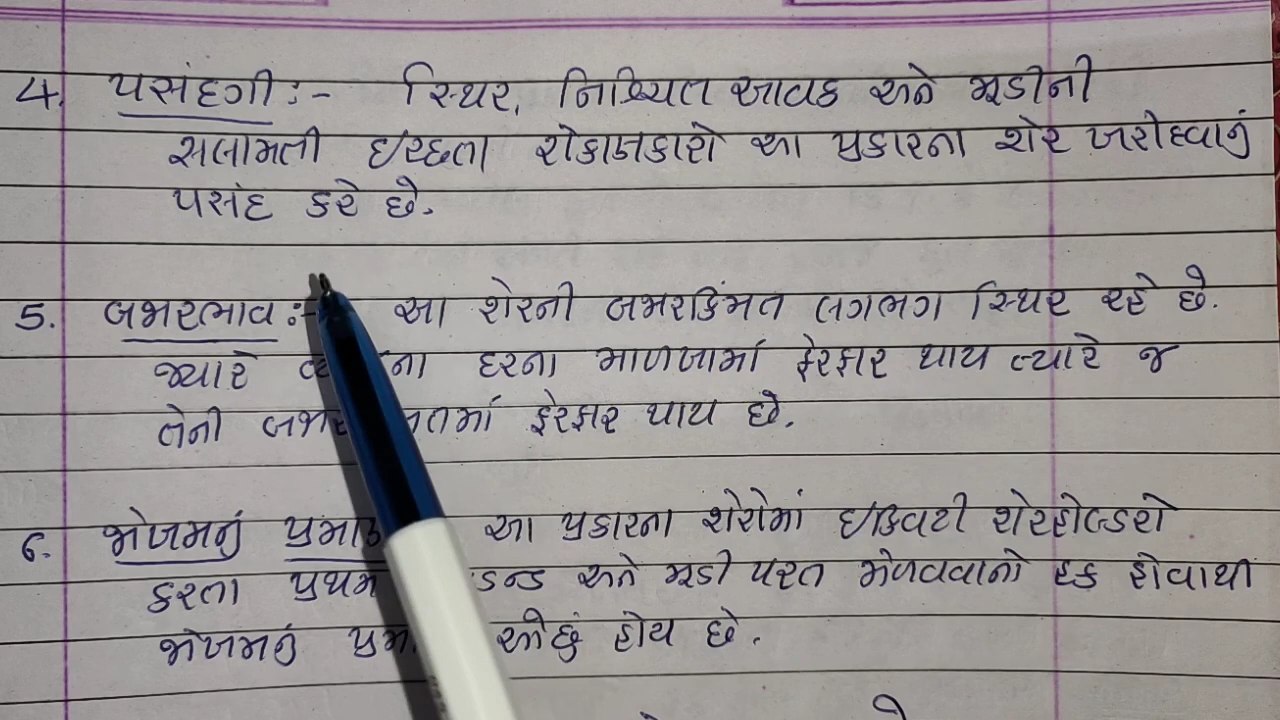 4. પસંદગી :- સ્થિર, નિશ્ચિત આવક અને મૂડીની
સલામતી ઇચ્છતા રોકાણકારો આ પ્રકારના શેર ખરીદવાનું
પસંદ કરે છે.
5. બજારભાવ :- આ શેરની બજારકિંમત લગભગ સ્થિર રહે છે.
જ્યારે ના દરના માળખામાં ફેરફાર થાય ત્યારે જ
તેની ફેરફાર થાય છે.
6. જોખમનું આ પ્રકારના શેરોમાં ઇક્વિટી શેરહોલ્ડરો
કરતા પ્રથમ અને મૂડી પરત મેળવવાનો હક હોવાથી
જોખમનું ઓછું હોય છે.